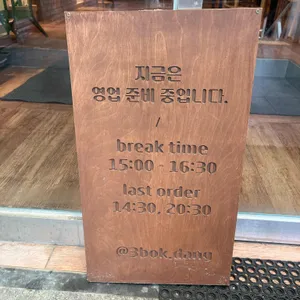 지금은
영업 준비 중입니다.
/
break time
15:00 - 16:30
last order
14:30, 20:30
@3bok_dang